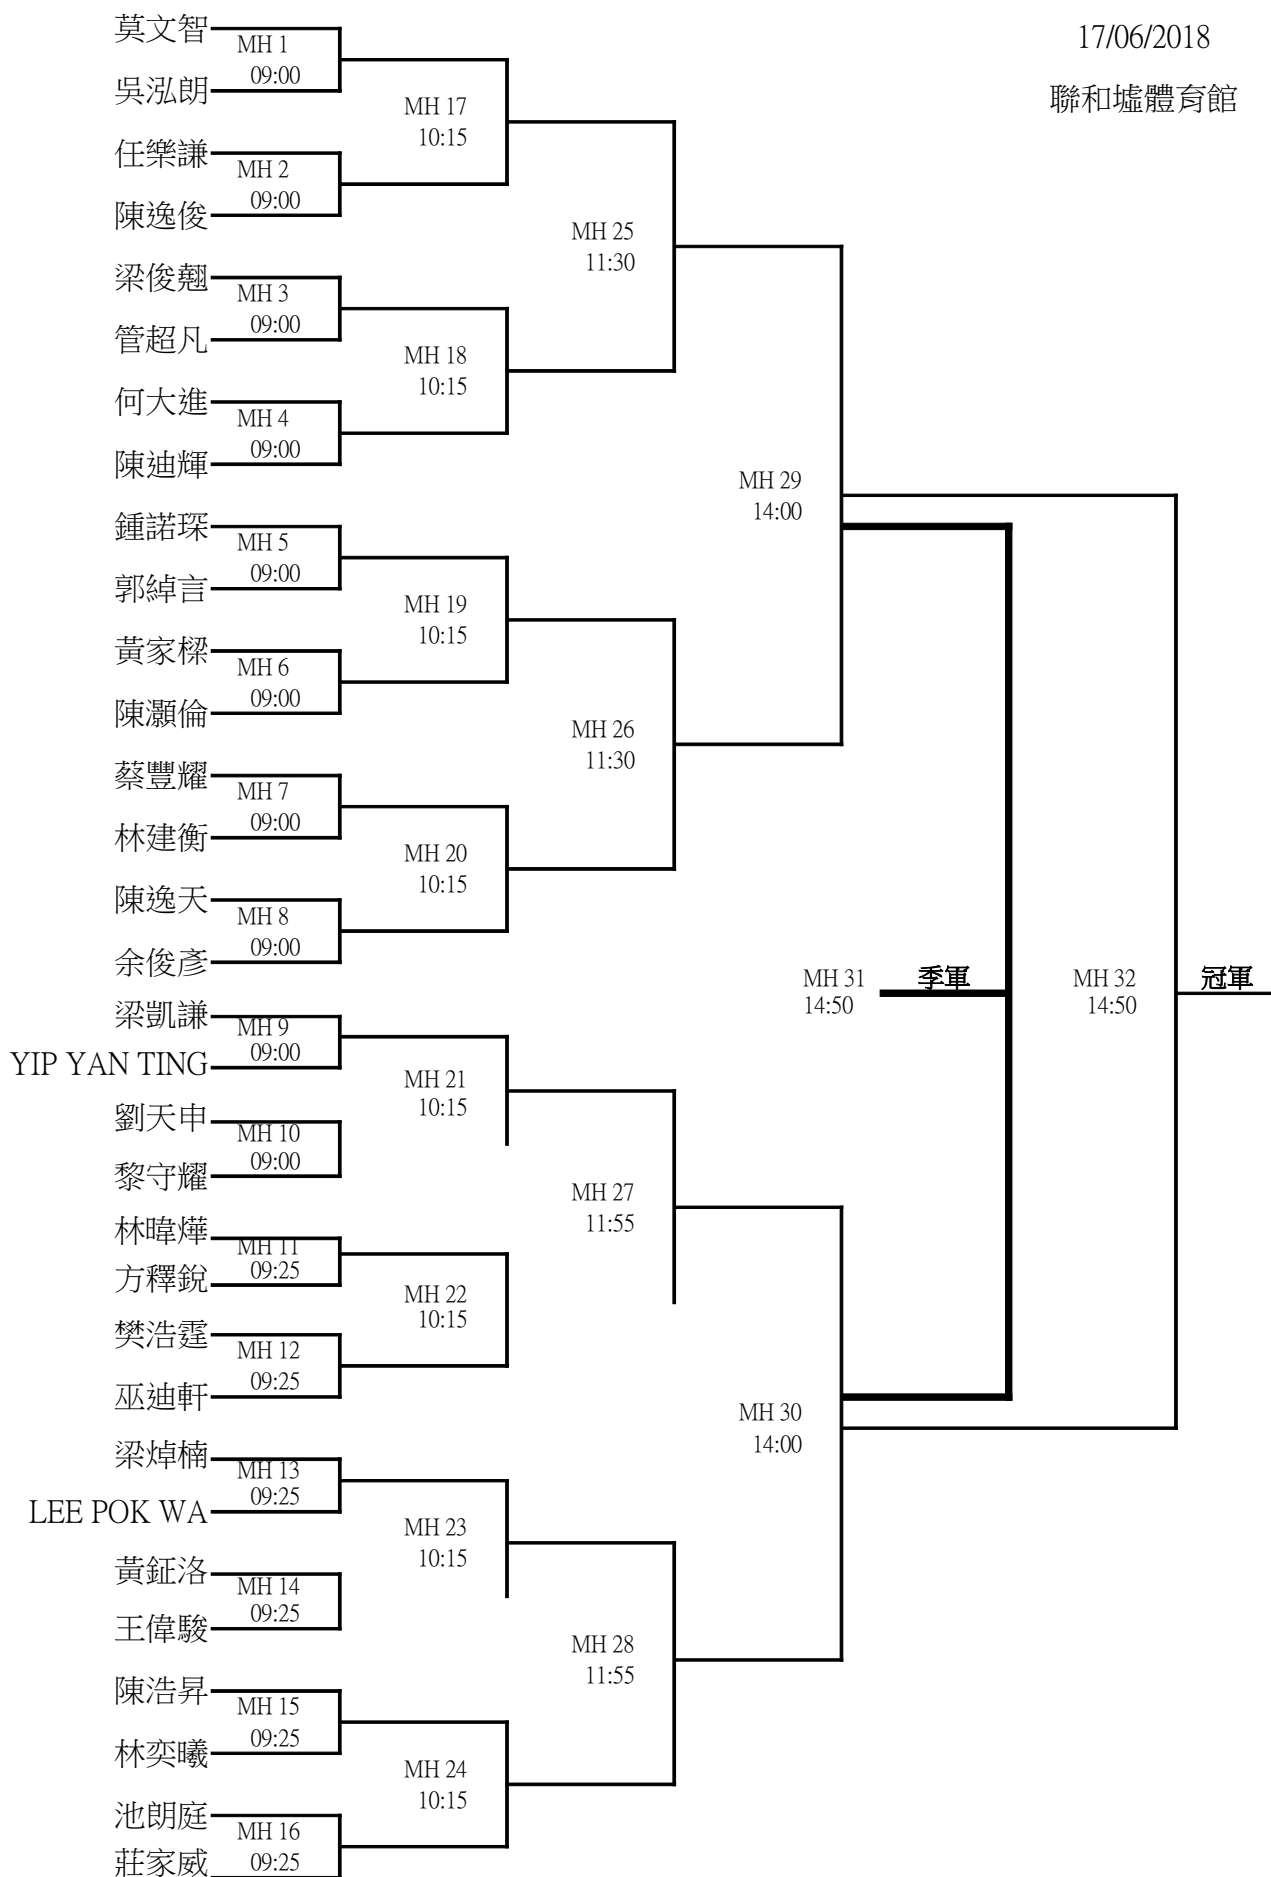 17/06/2018
聯和墟體育館
莫文智
MH 1
09:00
吳泓朗
MH 17
10:15
任樂謙
MH 2
09:00
陳逸俊
MH 25
11:30
梁俊翹
MH 3
09:00
管超凡
MH 18
10:15
何大進
MH 4
09:00
陳迪輝
MH 29
14:00
鍾諾琛
MH 5
09:00
郭綽言
MH 19
10:15
黃家樑
MH 6
09:00
陳灝倫
MH 26
11:30
蔡豐耀
MH 7
09:00
林建衡
MH 20
10:15
陳逸天
MH 8
09:00
余俊彥
MH 31
14:50
季軍
MH 32
14:50
冠軍
梁凱謙
MH 9
09:00
YIP YAN TING
MH 21
10:15
劉天申
MH 10
09:00
黎守耀
MH 27
11:55
林暐燁
MH 11
09:25
方釋銳
MH 22
10:15
樊浩霆
MH 12
09:25
巫迪軒
MH 30
14:00
梁焯楠
MH 13
09:25
LEE POK WA
MH 23
10:15
黃鉦洛
MH 14
09:25
王偉駿
MH 28
11:55
陳浩昇
MH 15
09:25
林奕曦
MH 24
10:15
池朗庭
MH 16
09:25
莊家威